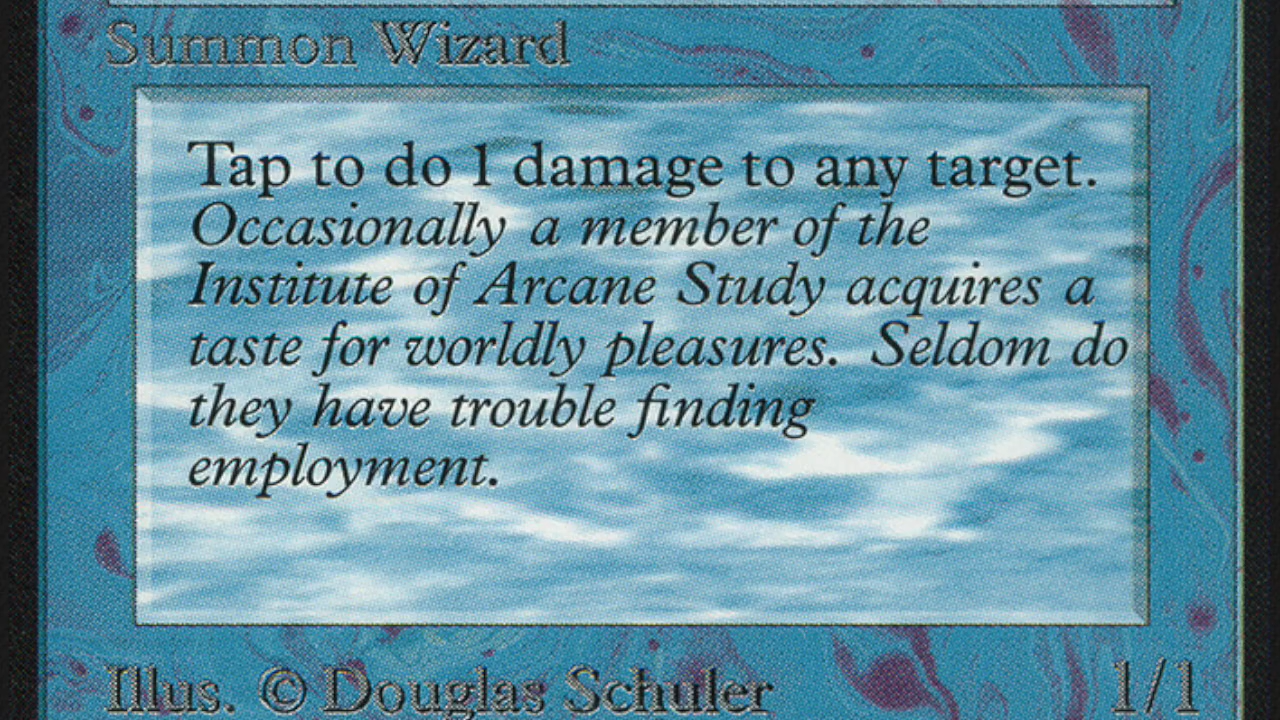 Summon Wizard
Tap to do 1 damage to any target.
Occasionally a member of the
Institute of Arcane Study acquires a
taste for worldly pleasures. Seldom do
they have trouble finding
employment.
Illus. © Douglas Schuler 1/1